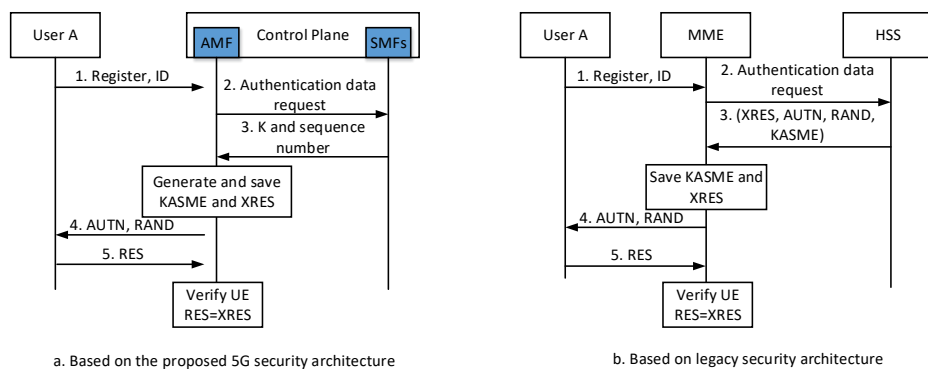 User A
AMF
Control Plane
SMFs
1. Register, ID
2. Authentication data
request
3. K and sequence
number
Generate and save
KASME and XRES
4. AUTN, RAND
5. RES
Verify UE
RES=XRES
a. Based on the proposed 5G security architecture
User A
MME
HSS
1. Register, ID
2. Authentication data
request
3. (XRES, AUTN, RAND,
KASME)
Save KASME and
XRES
4. AUTN, RAND
5. RES
Verify UE
RES=XRES
b. Based on legacy security architecture